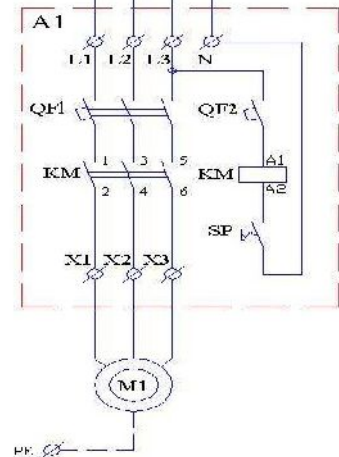 A1
L1 L2 L3 N
QF1 QF2
1 3 5 A1
KM KM
2 4 6 A2
SP
X1 X2 X3
M1
PE